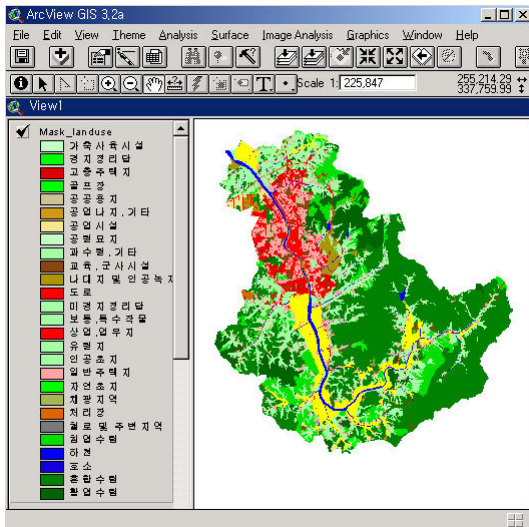 ArcView GIS 3,2a
File Edit View Theme Analysis Surface Image Analysis Graphics Window Help
Scale 1: 225,847
255,214.29
337,759.99
View1
Mask_landuse
가축사육시설
경지정리답
고층주택지
골프장
공공용지
공업나지,기타
공업시설
공원묘지
과수원,기타
교육,군사시설
나대지 및 인공녹지
도로
미경지정리답
보통,특수작물
상업,업무지
유원지
인공초지
일반주택지
자연초지
채광지역
처리장
철로 및 주변지역
침엽수림
하천
호소
혼합수림
활엽수림